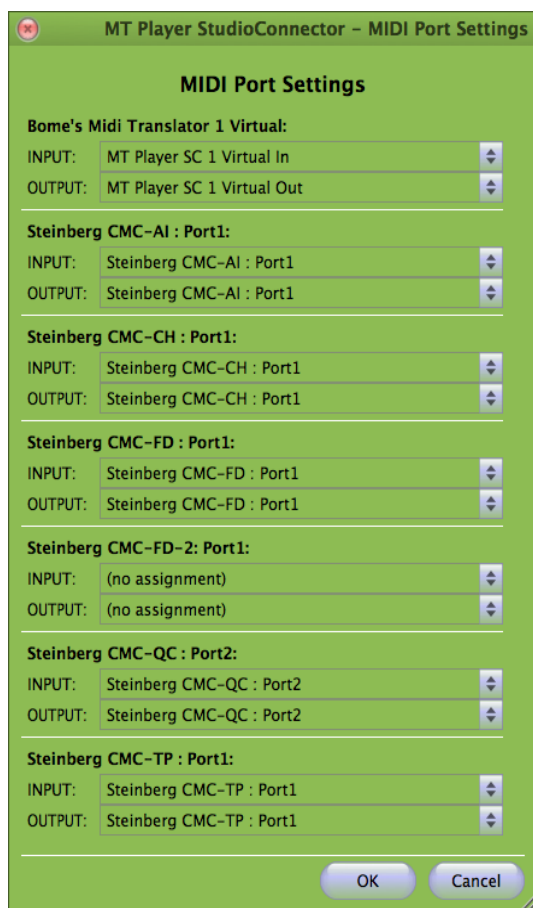 MT Player StudioConnector – MIDI Port Settings
MIDI Port Settings
Bome's Midi Translator 1 Virtual:
INPUT: MT Player SC 1 Virtual In
OUTPUT: MT Player SC 1 Virtual Out
Steinberg CMC-AI : Port1:
INPUT: Steinberg CMC-AI : Port1
OUTPUT: Steinberg CMC-AI : Port1
Steinberg CMC-CH : Port1:
INPUT: Steinberg CMC-CH : Port1
OUTPUT: Steinberg CMC-CH : Port1
Steinberg CMC-FD : Port1:
INPUT: Steinberg CMC-FD : Port1
OUTPUT: Steinberg CMC-FD : Port1
Steinberg CMC-FD-2: Port1:
INPUT: (no assignment)
OUTPUT: (no assignment)
Steinberg CMC-QC : Port2:
INPUT: Steinberg CMC-QC : Port2
OUTPUT: Steinberg CMC-QC : Port2
Steinberg CMC-TP : Port1:
INPUT: Steinberg CMC-TP : Port1
OUTPUT: Steinberg CMC-TP : Port1
OK Cancel